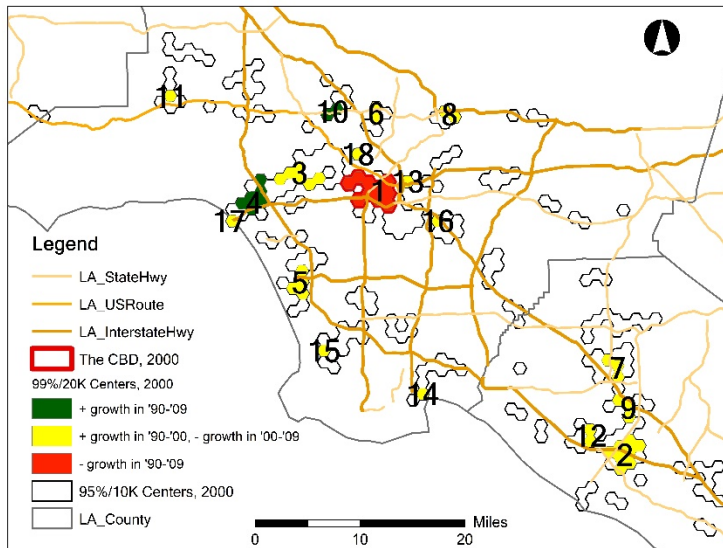 11
10
6
8
18
3
1
13
4
17
16
5
15
14
7
9
12
2
Legend
LA_StateHwy
LA_USRoute
LA_InterstateHwy
The CBD, 2000
99%/20K Centers, 2000
+ growth in '90-'09
+ growth in '90-'00, - growth in '00-'09
- growth in '90-'09
95%/10K Centers, 2000
LA_County
Miles
0 10 20